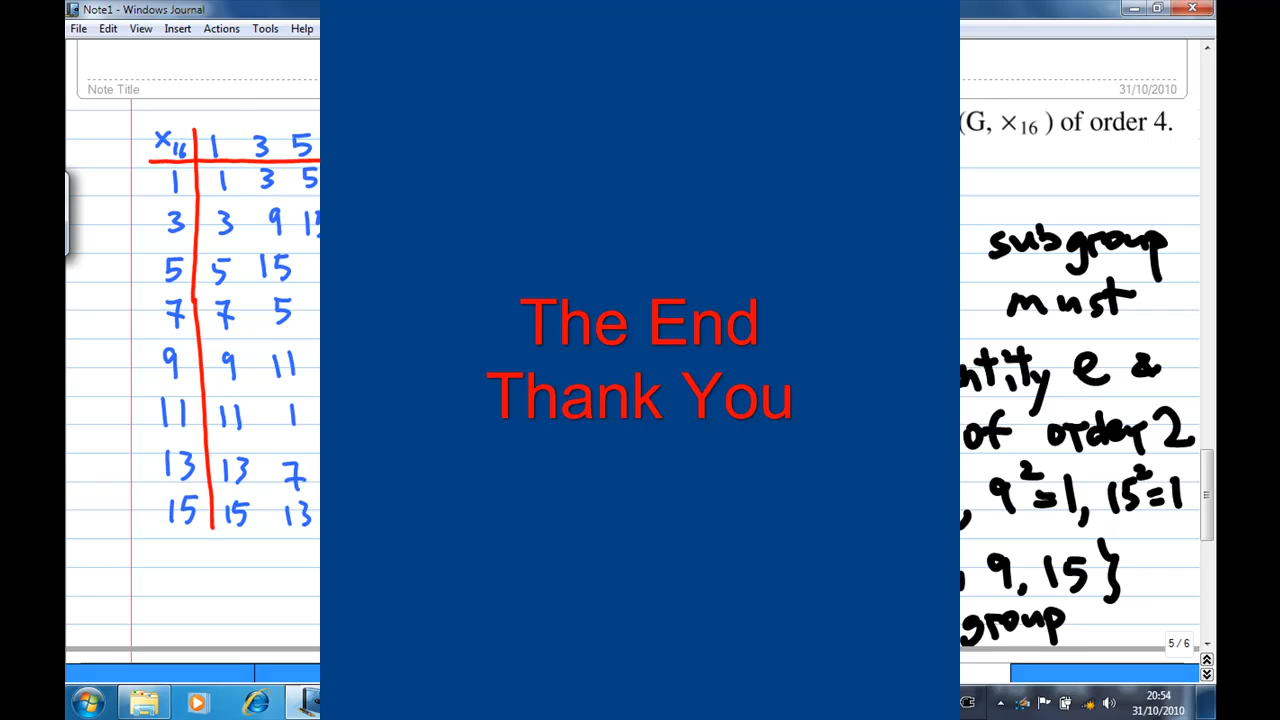 Note1 - Windows Journal
File Edit View Insert Actions Tools Help
Note Title
31/10/2010
(G, ×₁₆ ) of order 4.
×₁₆ 1 3 5
1 1 3 5
3 3 9 15
5 5 15
7 7 5
9 9 11
11 11 1
13 13 7
15 15 13
The End
Thank You
subgroup
must
ntity e &
of order 2
, 9²=1, 15²=1
, 9, 15}
group
5 / 6
20:54
31/10/2010